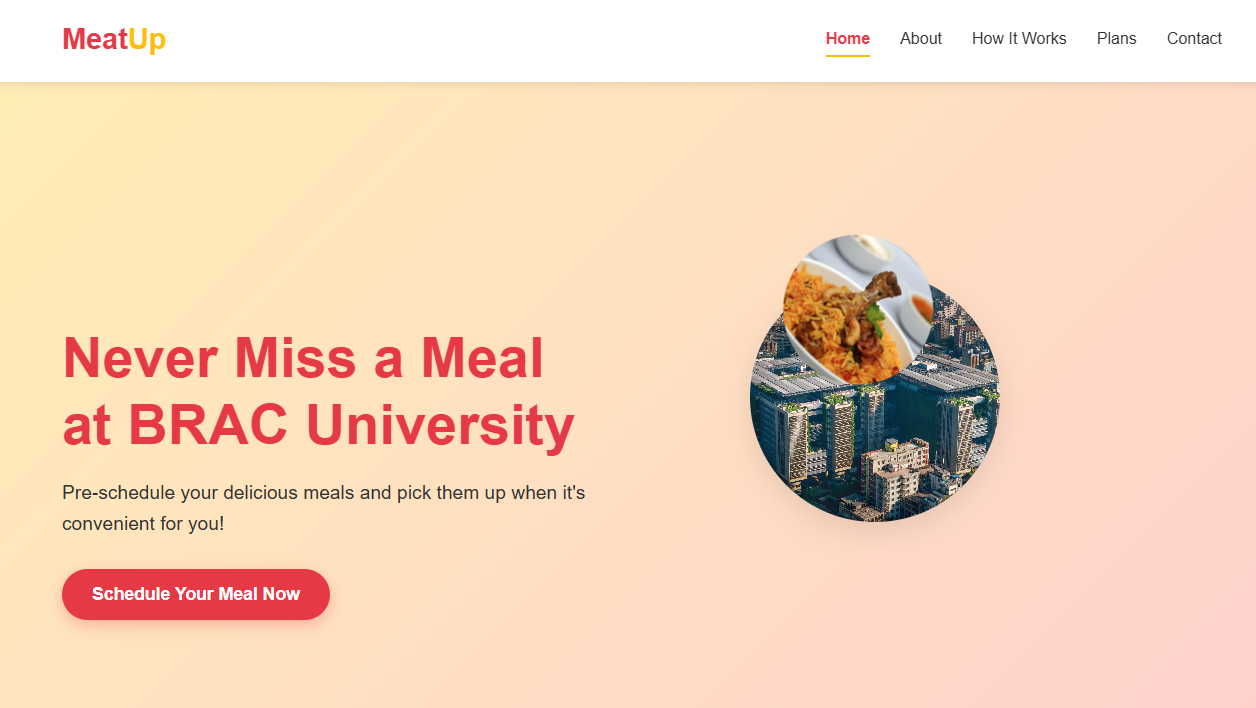 MeatUp
Home About How It Works Plans Contact
Never Miss a Meal
at BRAC University
Pre-schedule your delicious meals and pick them up when it's
convenient for you!
Schedule Your Meal Now